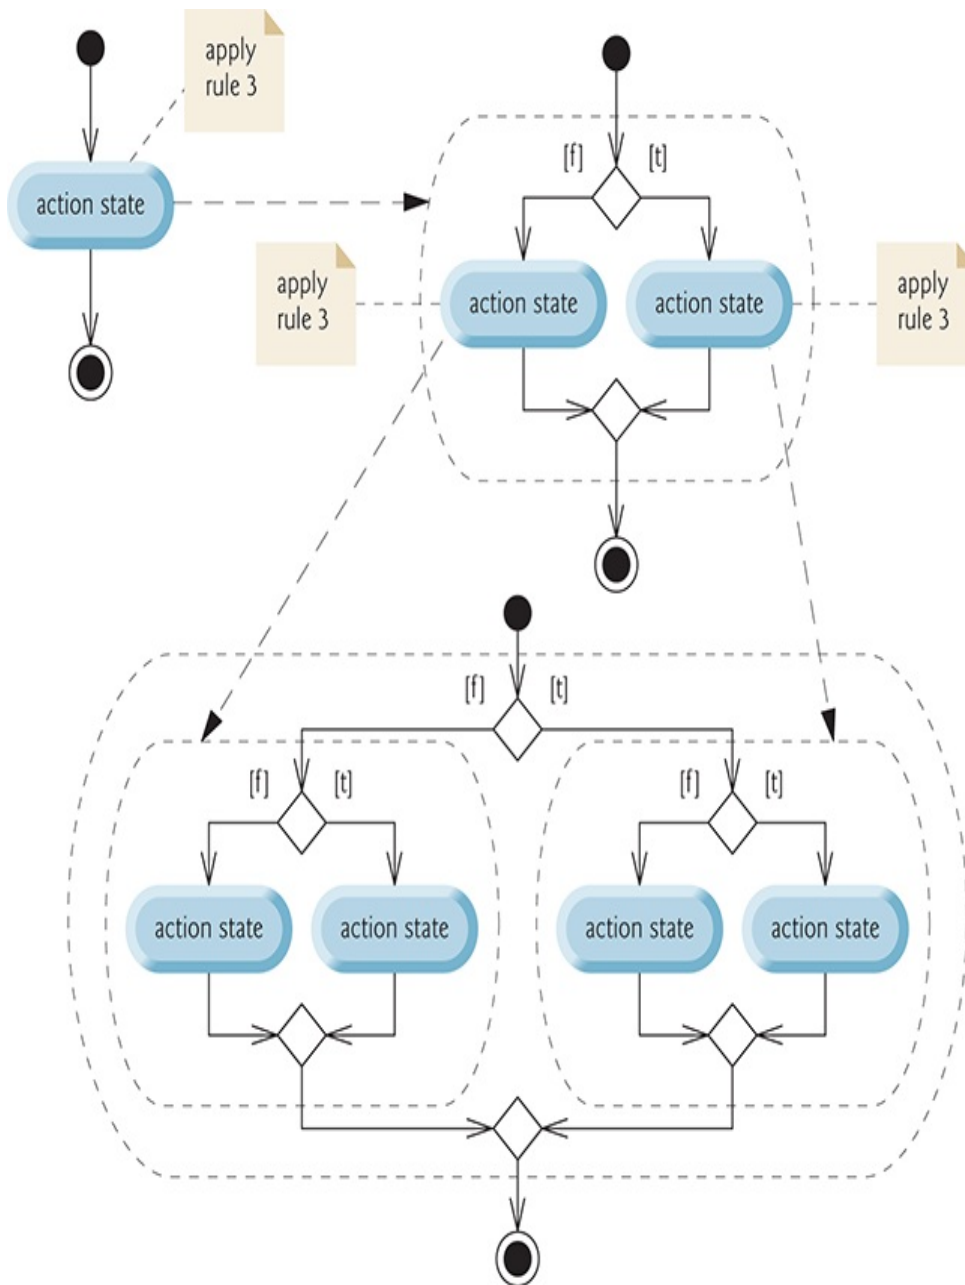 apply
rule 3
action state
[f]
[t]
apply
rule 3
action state
action state
apply
rule 3
[f]
[t]
[f]
[t]
[f]
[t]
action state
action state
action state
action state